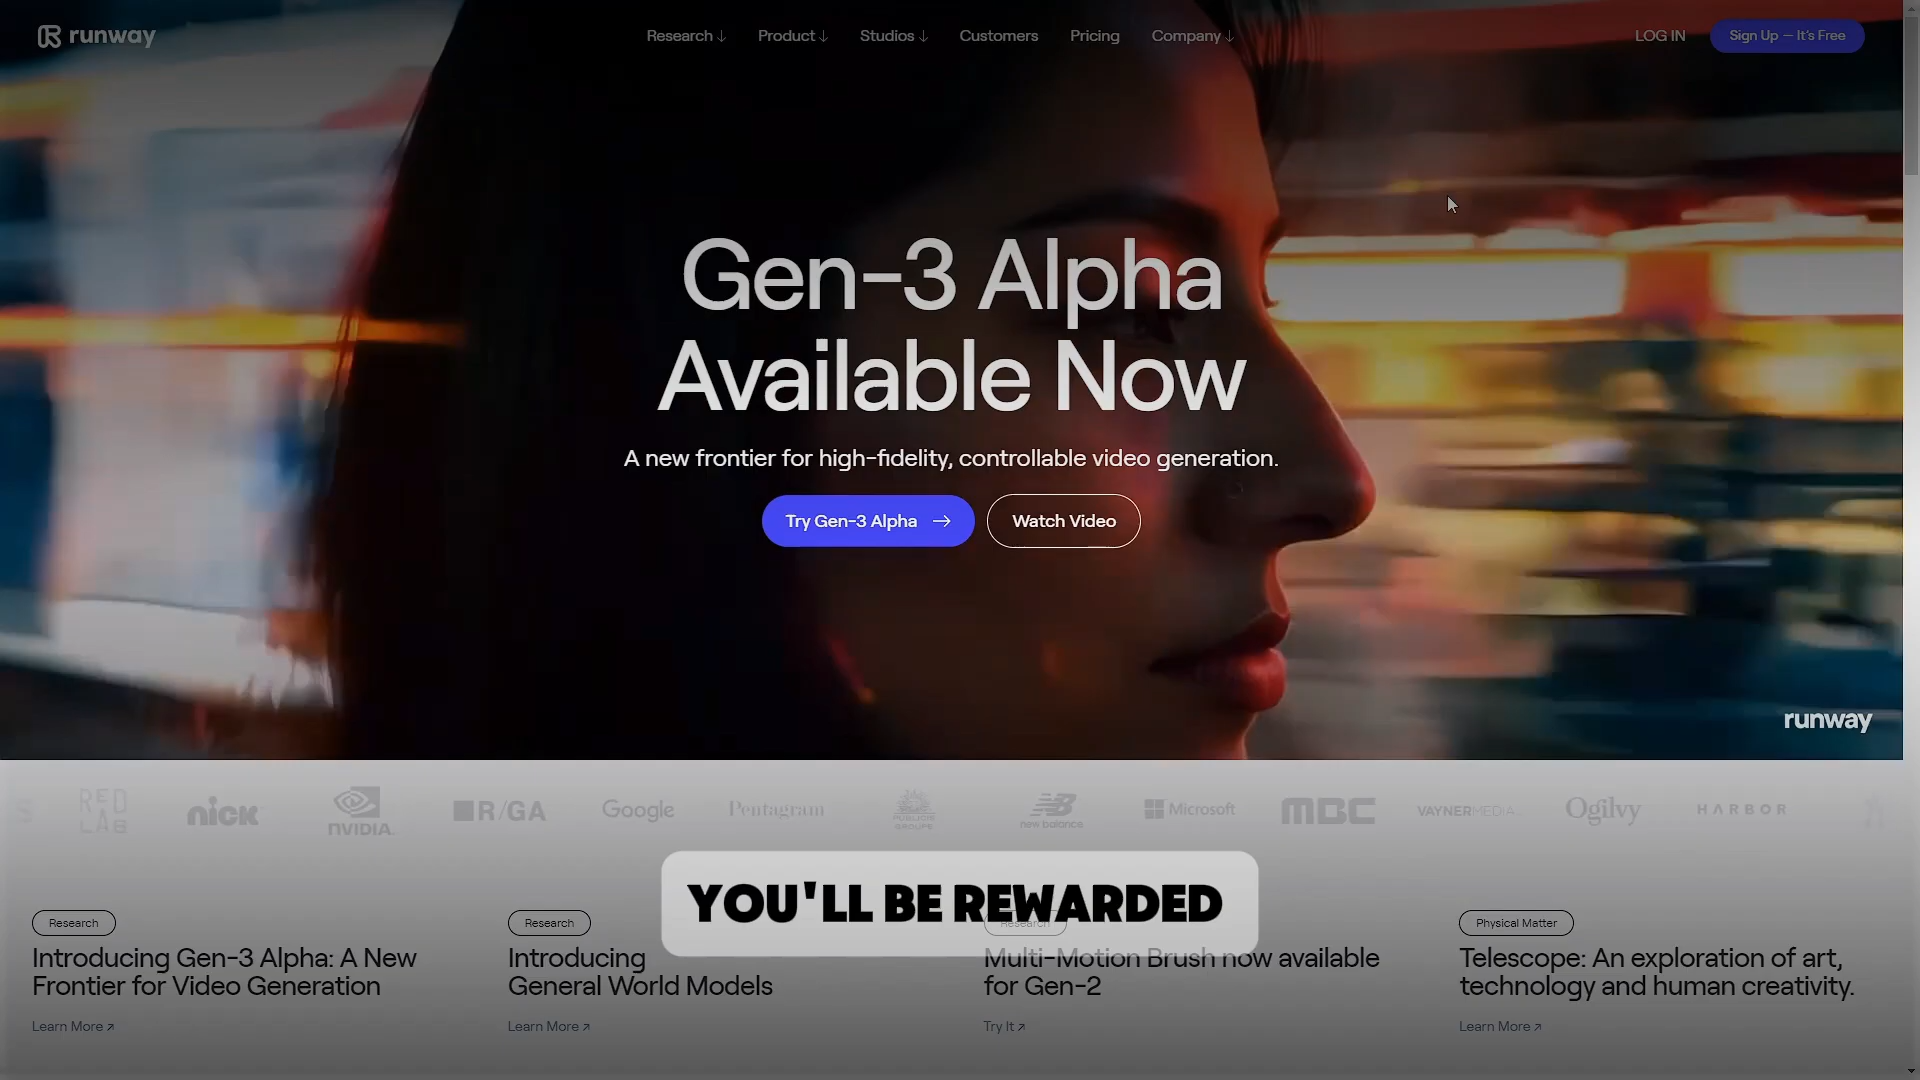 runway
Research ↓
Product ↓
Studios ↓
Customers
Pricing
Company ↓
LOG IN
Sign Up — It's Free
Gen-3 Alpha
Available Now
A new frontier for high-fidelity, controllable video generation.
Try Gen-3 Alpha →
Watch Video
runway
RED LAB
nick
NVIDIA
R/GA
Google
Pentagram
PUBLICIS GROUPE
new balance
Microsoft
MBC
VAYNERMEDIA
Ogilvy
HARBOR
YOU'LL BE REWARDED
Research
Introducing Gen-3 Alpha: A New
Frontier for Video Generation
Learn More ↗
Research
Introducing
General World Models
Learn More ↗
Research
Multi-Motion Brush now available
for Gen-2
Try It ↗
Physical Matter
Telescope: An exploration of art,
technology and human creativity.
Learn More ↗